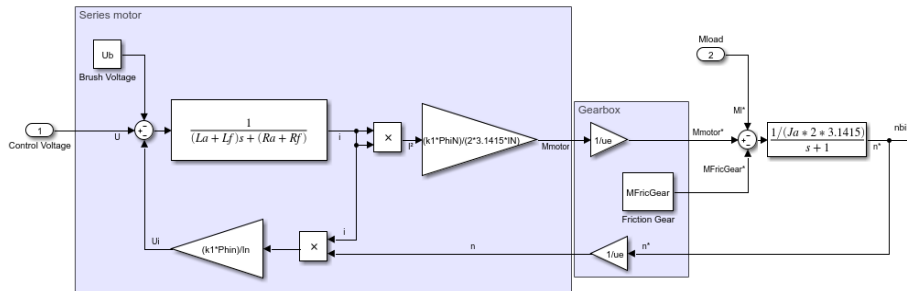 Series motor
Ub
Brush Voltage
1
Control Voltage
U
+
-
-
1
(La + Lf)s + (Ra + Rf)
i
×
I²
(k1*PhiN)/(2*3.1415*IN)
Mmotor
Gearbox
1/ue
Mmotor*
Mload
2
Ml*
+
-
-
1/(Ja * 2 * 3.1415)
s + 1
nbi
n*
MFricGear*
MFricGear
Friction Gear
Ui
(k1*Phin)/In
×
i
n
1/ue
n*